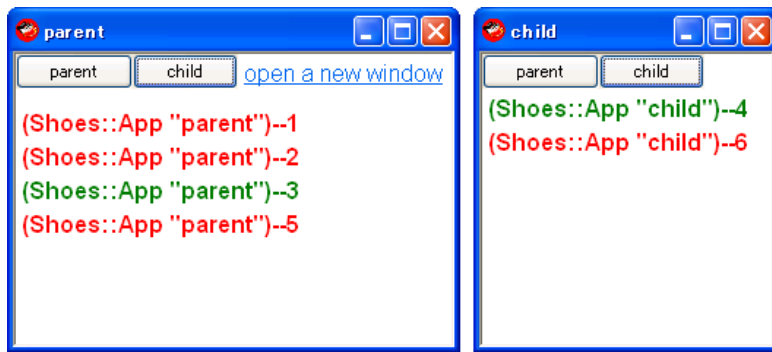 parent
parent child open a new window
(Shoes::App "parent")--1
(Shoes::App "parent")--2
(Shoes::App "parent")--3
(Shoes::App "parent")--5
child
parent child
(Shoes::App "child")--4
(Shoes::App "child")--6